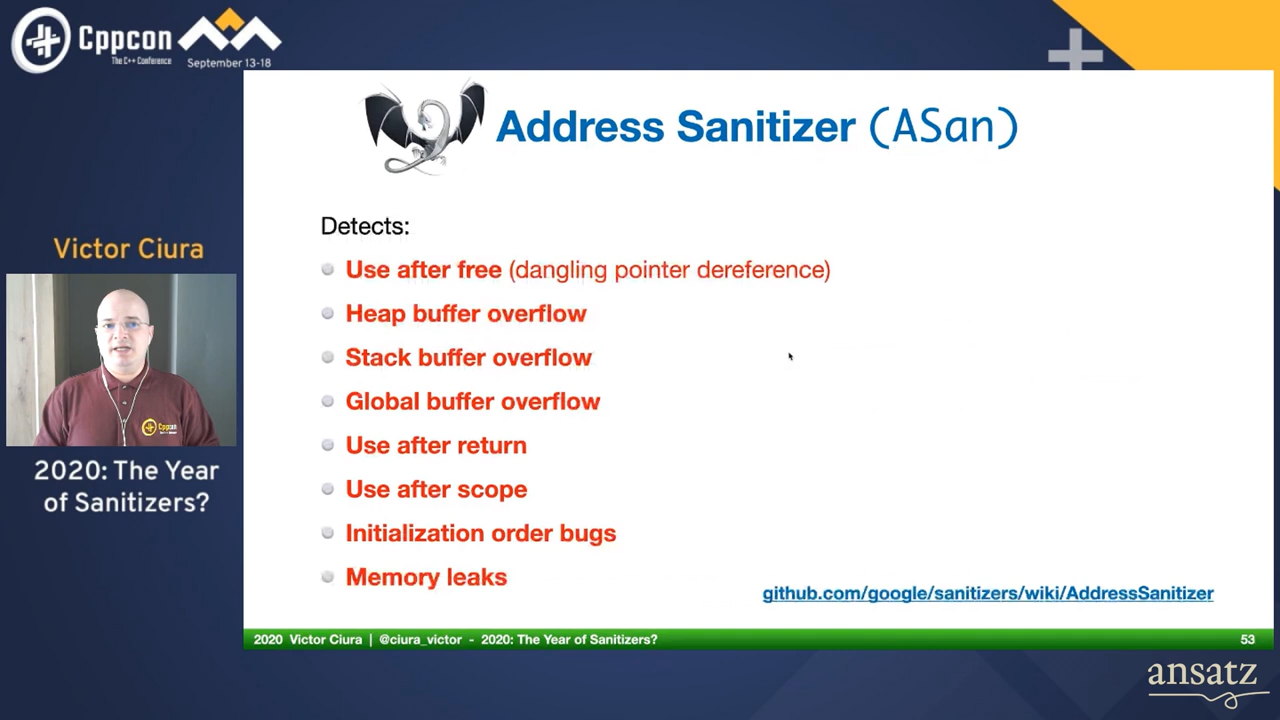 Cppcon
The C++ Conference
September 13-18
Address Sanitizer (ASan)
Detects:
Use after free (dangling pointer dereference)
Heap buffer overflow
Stack buffer overflow
Global buffer overflow
Use after return
Use after scope
Initialization order bugs
Memory leaks
github.com/google/sanitizers/wiki/AddressSanitizer
2020 Victor Ciura | @ciura_victor - 2020: The Year of Sanitizers?
53
Victor Ciura
Cppcon
2020: The Year
of Sanitizers?
ansatz